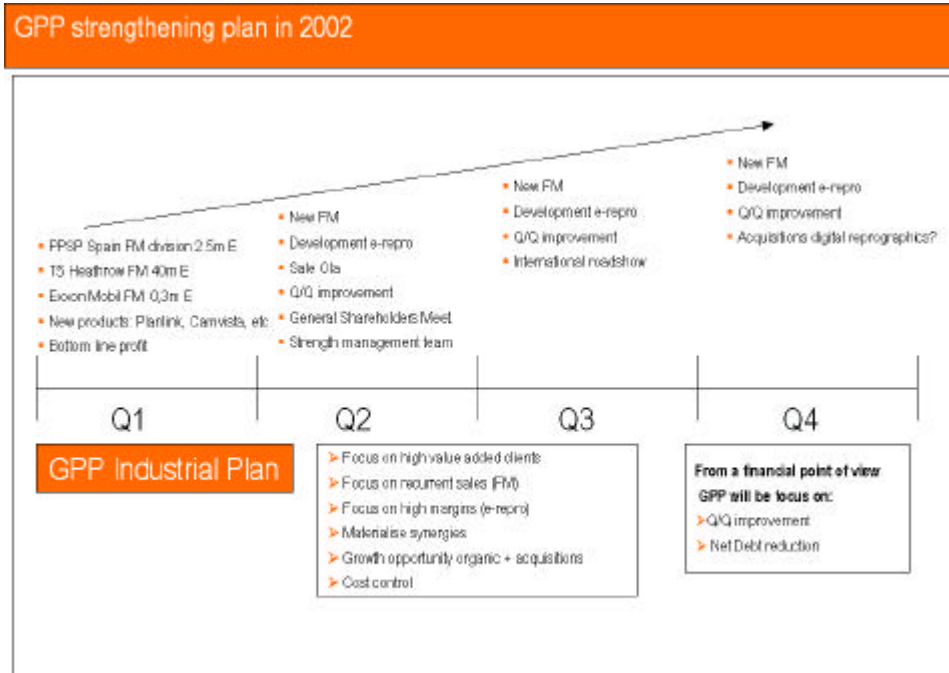 GPP strengthening plan in 2002
PPSP Spain FM division 2.5m E
T5 Heathrow FM 40m E
Exxon Mobil FM 0,3m E
New products: Planlink, Camvista, etc
Bottom line profit
New FM
Development e-repro
Sale Ola
Q/Q improvement
General Shareholders Meet.
Strength management team
New FM
Development e-repro
Q/Q improvement
International roadshow
New FM
Development e-repro
Q/Q improvement
Acquisitions digital reprographics?
Q1
Q2
Q3
Q4
GPP Industrial Plan
Focus on high value added clients
Focus on recurrent sales (FM)
Focus on high margins (e-repro)
Materialise synergies
Growth opportunity organic + acquisitions
Cost control
From a financial point of view
GPP will be focus on:
Q/Q improvement
Net Debt reduction